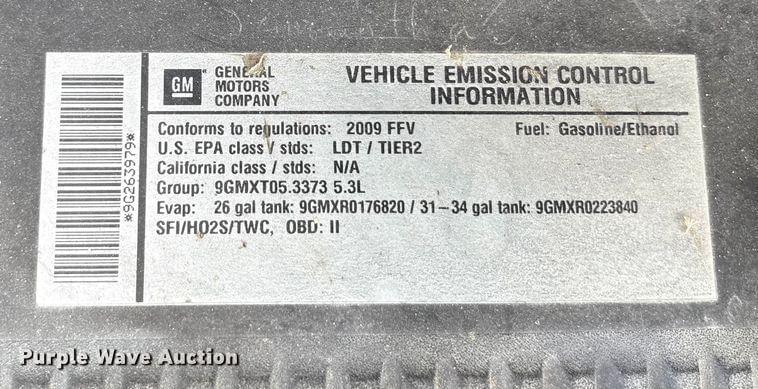 GM GENERAL
MOTORS
COMPANY
VEHICLE EMISSION CONTROL
INFORMATION
Conforms to regulations: 2009 FFV Fuel: Gasoline/Ethanol
U.S. EPA class / stds: LDT / TIER2
California class / stds: N/A
Group: 9GMXT05.3373 5.3L
Evap: 26 gal tank: 9GMXR0176820 / 31-34 gal tank: 9GMXR0223840
SFI/HO2S/TWC, OBD: II
*9G263979*
Purple Wave Auction